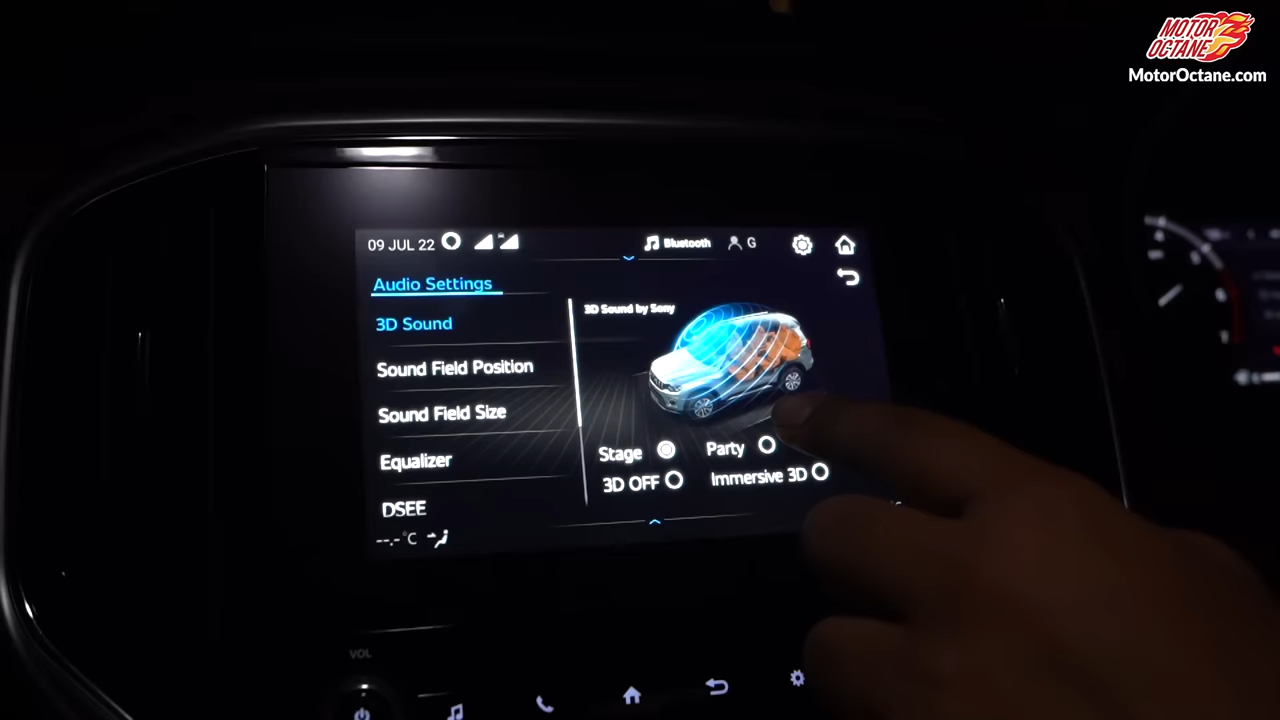 MOTOR
OCTANE
MotorOctane.com
09 JUL 22
Bluetooth
G
Audio Settings
3D Sound
3D Sound by Sony
Sound Field Position
Sound Field Size
Equalizer
DSEE
Stage
Party
3D OFF
Immersive 3D
--.-°C
VOL